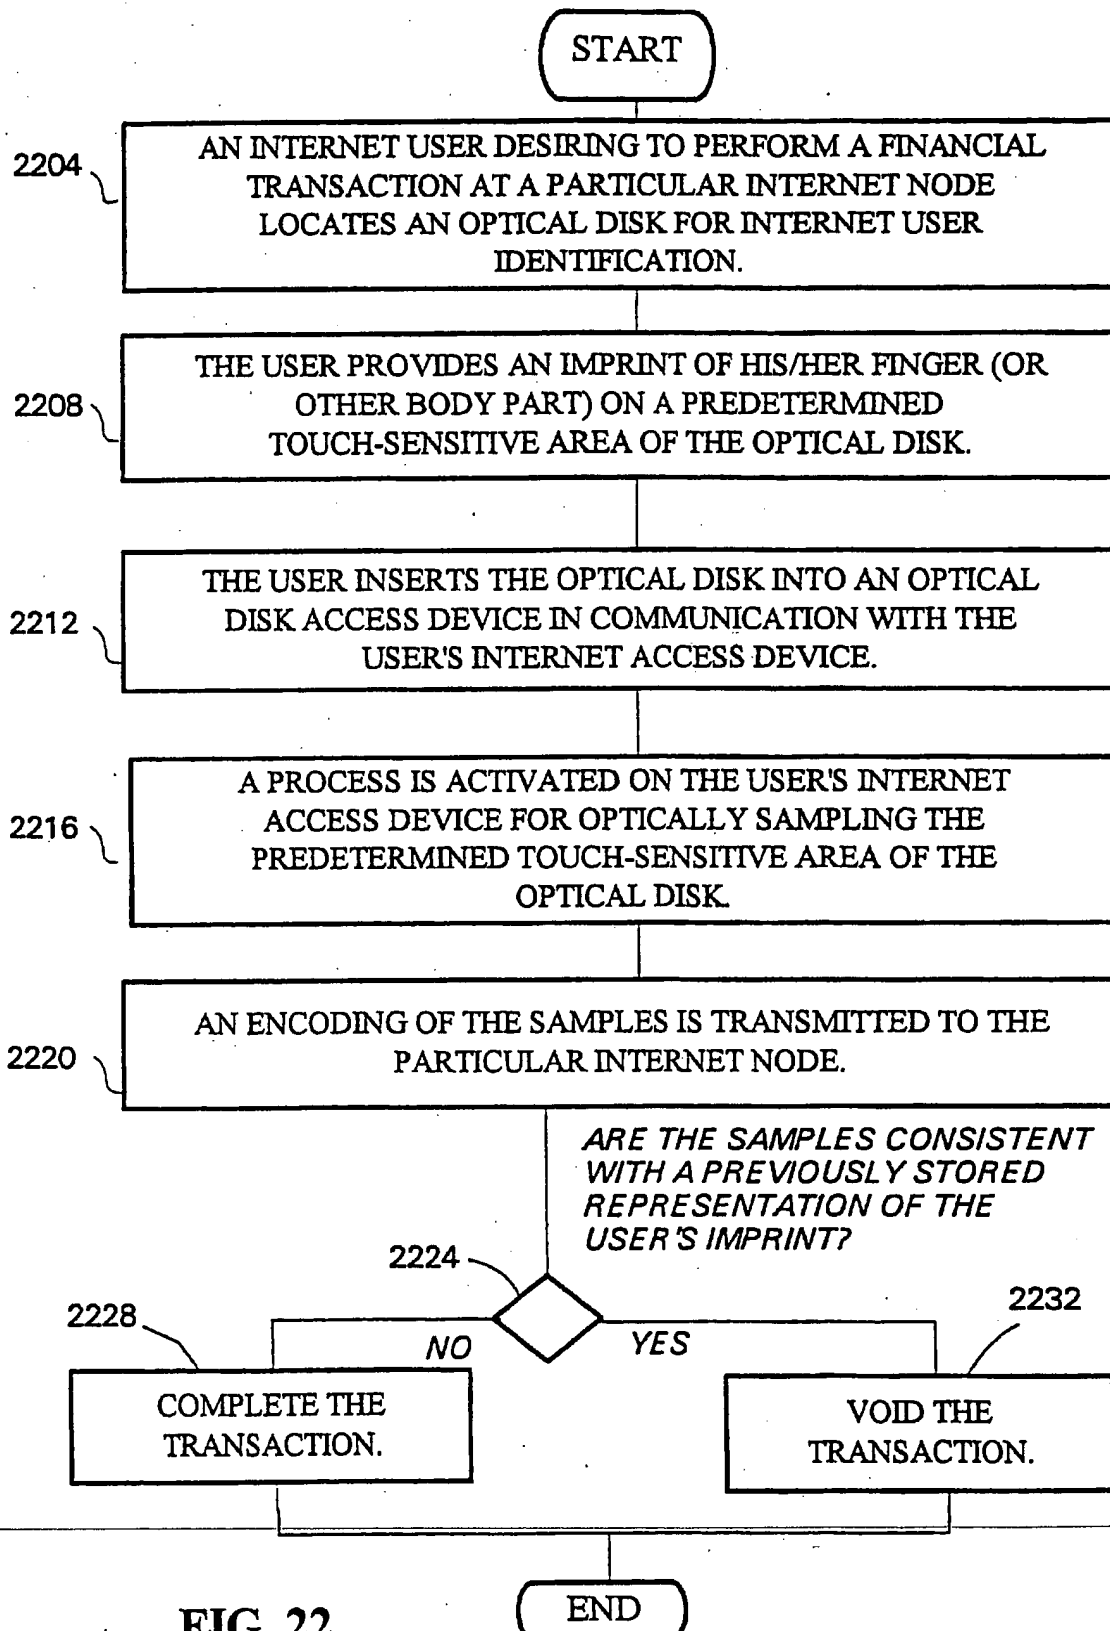 START
2204
AN INTERNET USER DESIRING TO PERFORM A FINANCIAL
TRANSACTION AT A PARTICULAR INTERNET NODE
LOCATES AN OPTICAL DISK FOR INTERNET USER
IDENTIFICATION.
2208
THE USER PROVIDES AN IMPRINT OF HIS/HER FINGER (OR
OTHER BODY PART) ON A PREDETERMINED
TOUCH-SENSITIVE AREA OF THE OPTICAL DISK.
2212
THE USER INSERTS THE OPTICAL DISK INTO AN OPTICAL
DISK ACCESS DEVICE IN COMMUNICATION WITH THE
USER'S INTERNET ACCESS DEVICE.
2216
A PROCESS IS ACTIVATED ON THE USER'S INTERNET
ACCESS DEVICE FOR OPTICALLY SAMPLING THE
PREDETERMINED TOUCH-SENSITIVE AREA OF THE
OPTICAL DISK.
2220
AN ENCODING OF THE SAMPLES IS TRANSMITTED TO THE
PARTICULAR INTERNET NODE.
ARE THE SAMPLES CONSISTENT
WITH A PREVIOUSLY STORED
REPRESENTATION OF THE
USER'S IMPRINT?
2224
2228
NO
YES
2232
COMPLETE THE
TRANSACTION.
VOID THE
TRANSACTION.
END
FIG. 22